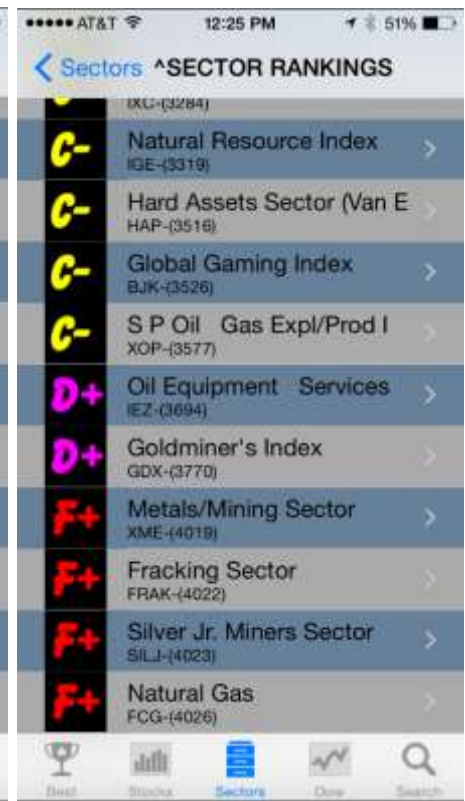 AT&T 12:25 PM 51%
Sectors ^SECTOR RANKINGS
IXC-(3284)
C-
Natural Resource Index
IGE-(3319)
C-
Hard Assets Sector (Van E
HAP-(3516)
C-
Global Gaming Index
BJK-(3526)
C-
S P Oil Gas Expl/Prod I
XOP-(3577)
D+
Oil Equipment Services
IEZ-(3694)
D+
Goldminer's Index
GDX-(3770)
F+
Metals/Mining Sector
XME-(4019)
F+
Fracking Sector
FRAK-(4022)
F+
Silver Jr. Miners Sector
SILJ-(4023)
F+
Natural Gas
FCG-(4026)
Best Stocks Sectors Dow Search